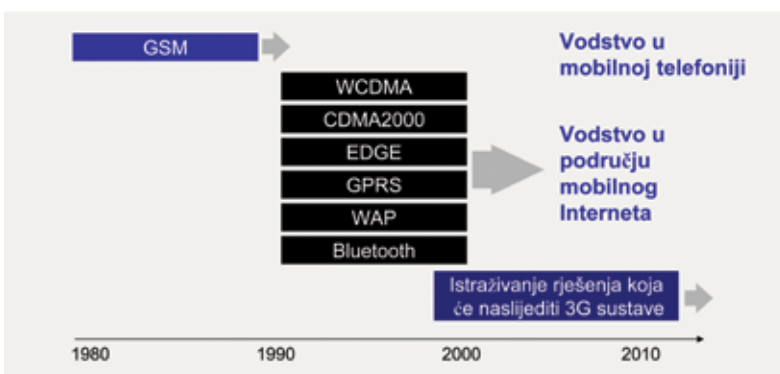 GSM
Vodstvo u
mobilnoj telefoniji
WCDMA
CDMA2000
EDGE
GPRS
WAP
Bluetooth
Vodstvo u
području
mobilnog
Interneta
Istraživanje rješenja koja
će naslijediti 3G sustave
1980
1990
2000
2010